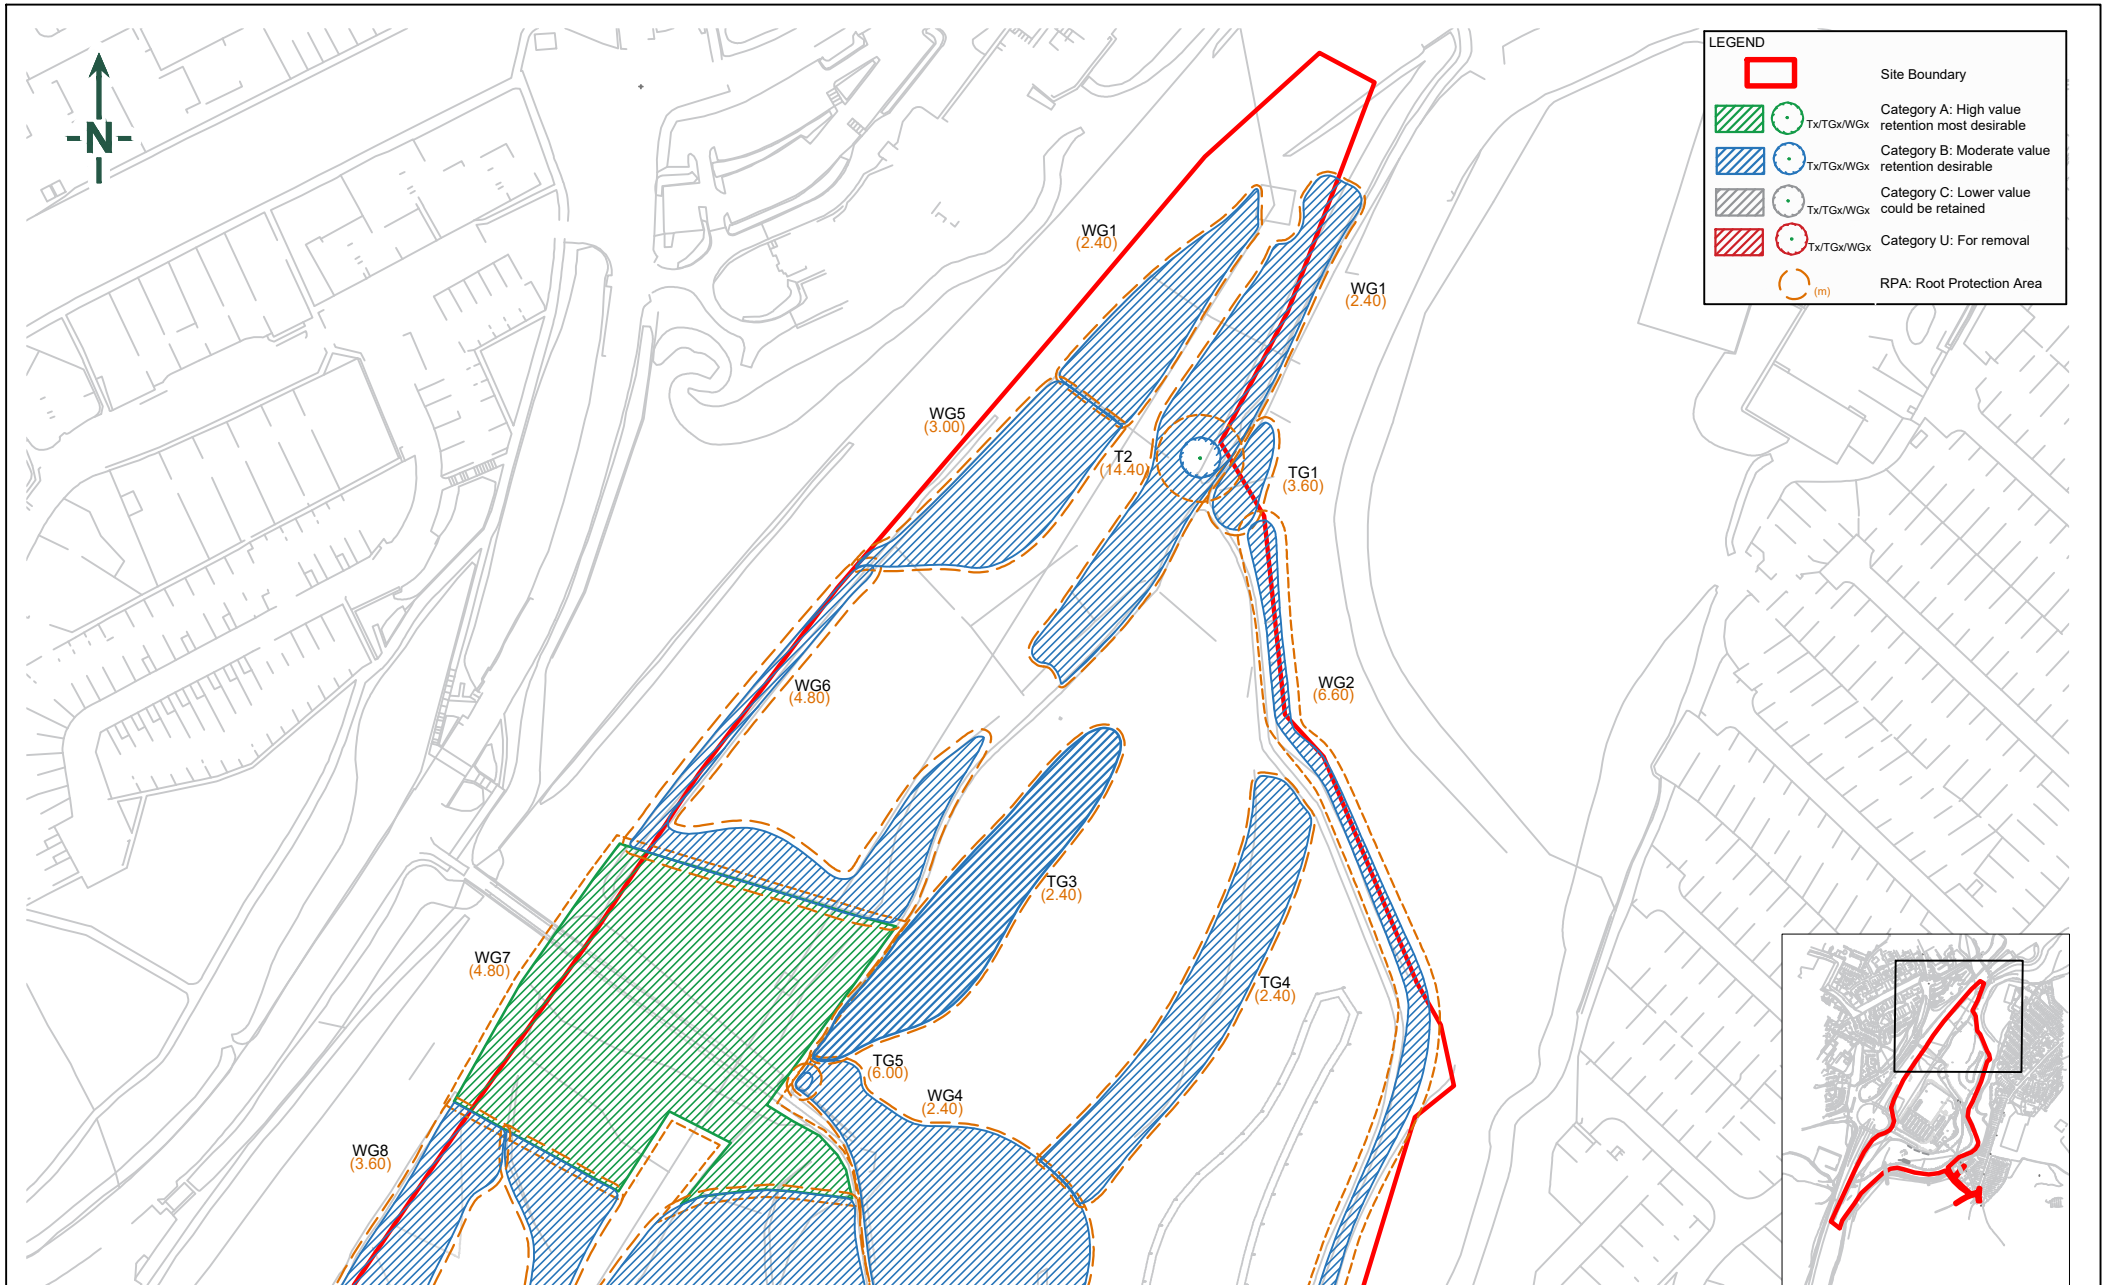 N
LEGEND
Site Boundary
Tx/TGx/WGx
Category A: High value
retention most desirable
Tx/TGx/WGx
Category B: Moderate value
retention desirable
Tx/TGx/WGx
Category C: Lower value
could be retained
Tx/TGx/WGx
Category U: For removal
(m)
RPA: Root Protection Area
WG1
(2.40)
WG1
(2.40)
WG5
(3.00)
T2
(14.40)
TG1
(3.60)
WG6
(4.80)
WG2
(6.60)
TG3
(2.40)
WG7
(4.80)
TG4
(2.40)
TG5
(6.00)
WG4
(2.40)
WG8
(3.60)